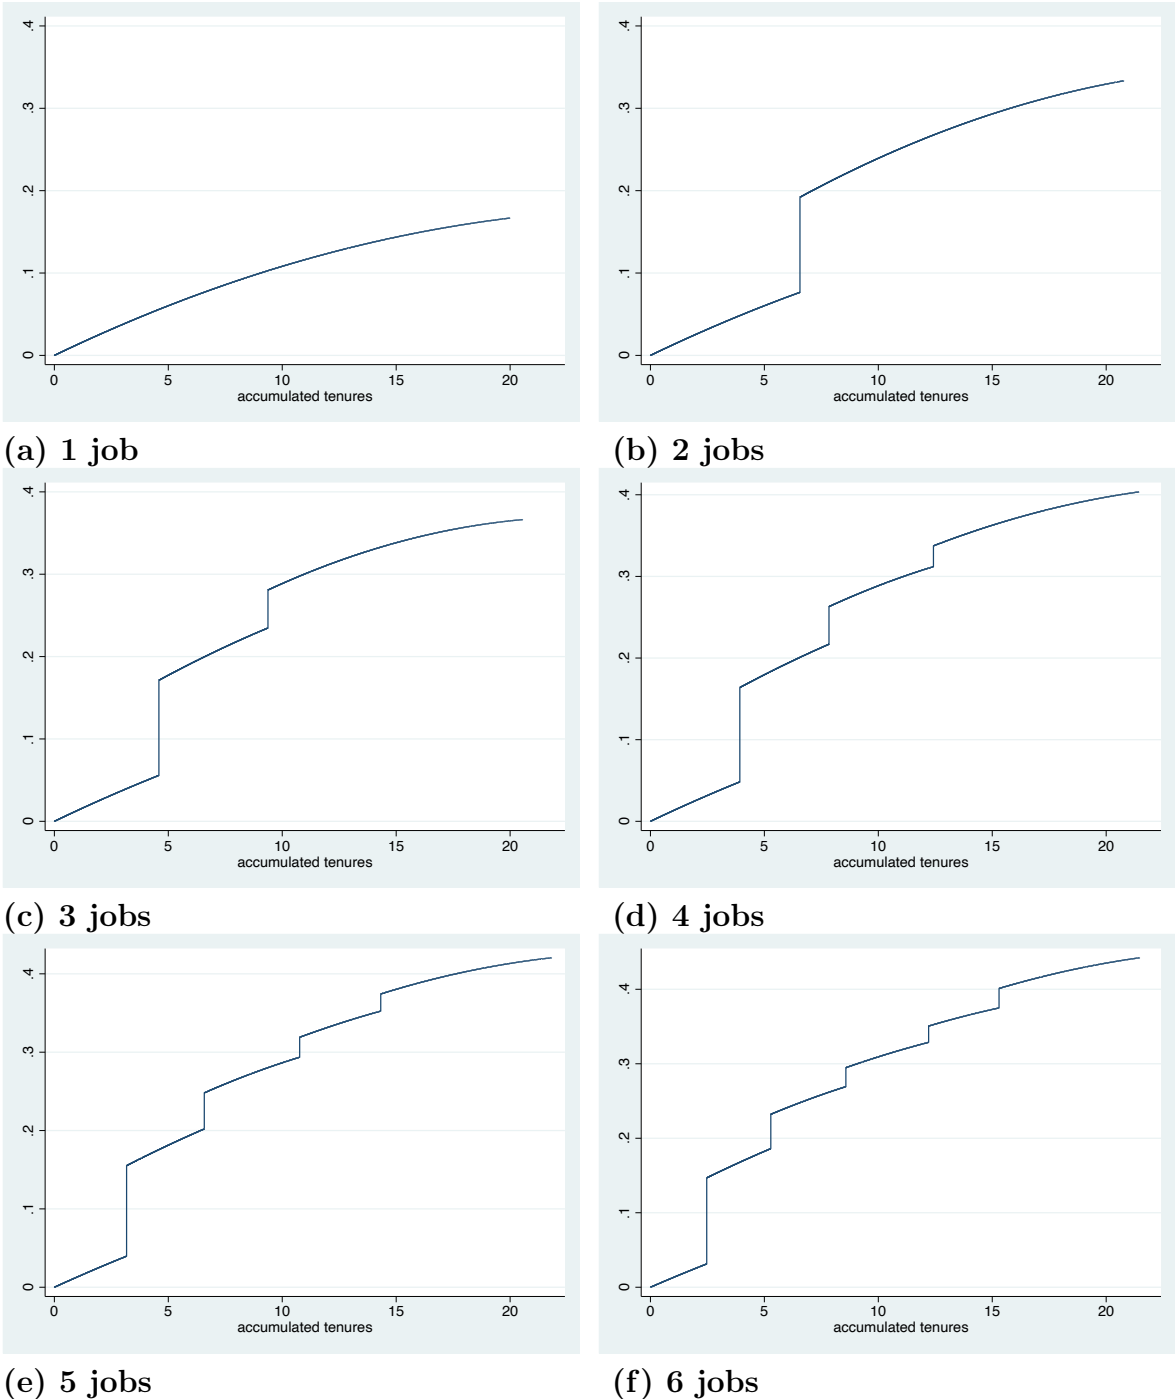 .4 .4
.3 .3
.2 .2
.1 .1
0 0
0 5 10 15 20 0 5 10 15 20
accumulated tenures accumulated tenures
(a) 1 job (b) 2 jobs
.4 .4
.3 .3
.2 .2
.1 .1
0 0
0 5 10 15 20 0 5 10 15 20
accumulated tenures accumulated tenures
(c) 3 jobs (d) 4 jobs
.4 .4
.3 .3
.2 .2
.1 .1
0 0
0 5 10 15 20 0 5 10 15 20
accumulated tenures accumulated tenures
(e) 5 jobs (f) 6 jobs